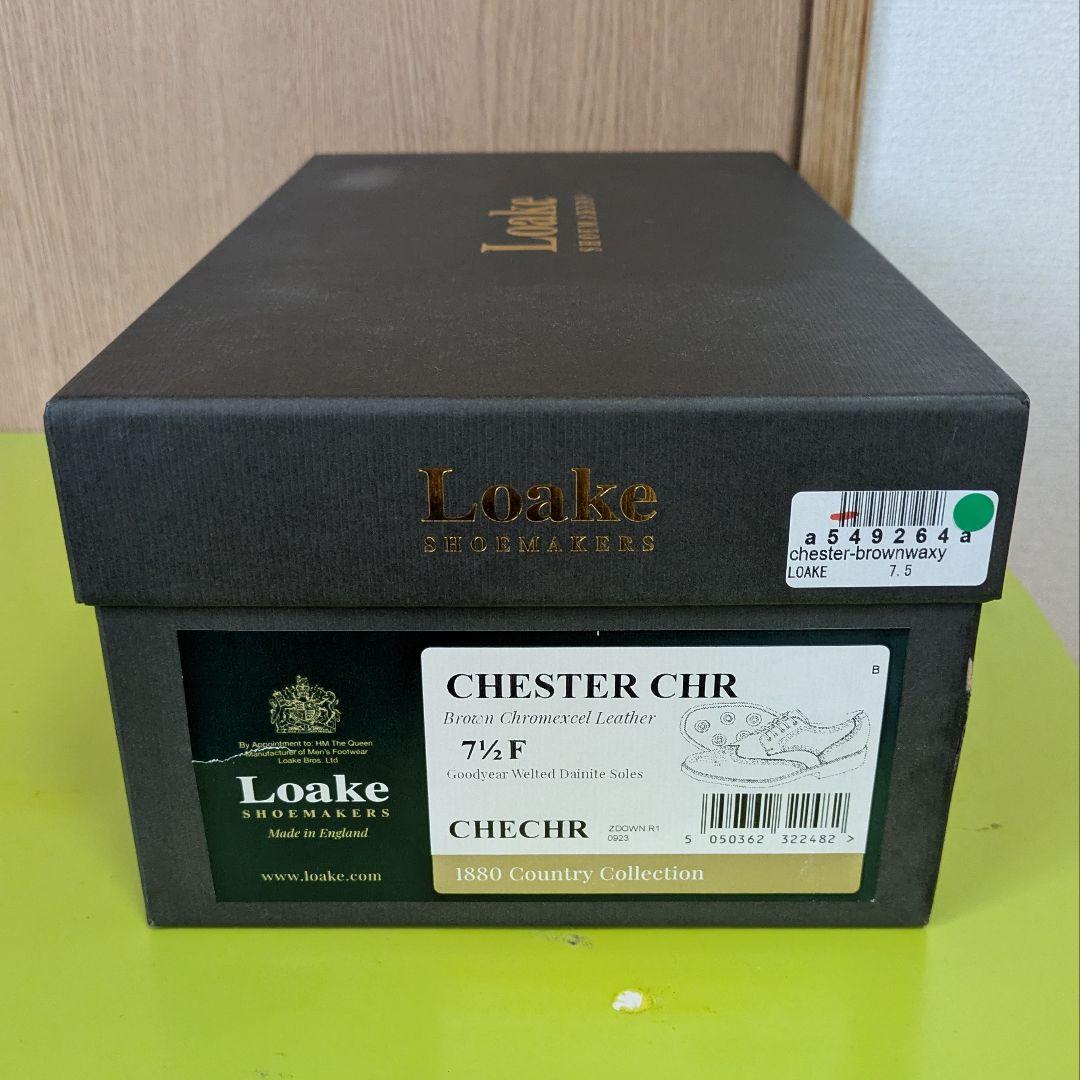 Loake
SHOEMAKERS
Loake
SHOEMAKERS
a549264a
chester-brownwaxy
LOAKE 7.5
By Appointment to: HM The Queen
Manufacturer of Men's Footwear
Loake Bros. Ltd
Loake
SHOEMAKERS
Made in England
www.loake.com
B
CHESTER CHR
Brown Chromexcel Leather
7½ F
Goodyear Welted Dainite Soles
CHECHR
ZDOWN R1
0923
5 050362 322482 >
1880 Country Collection